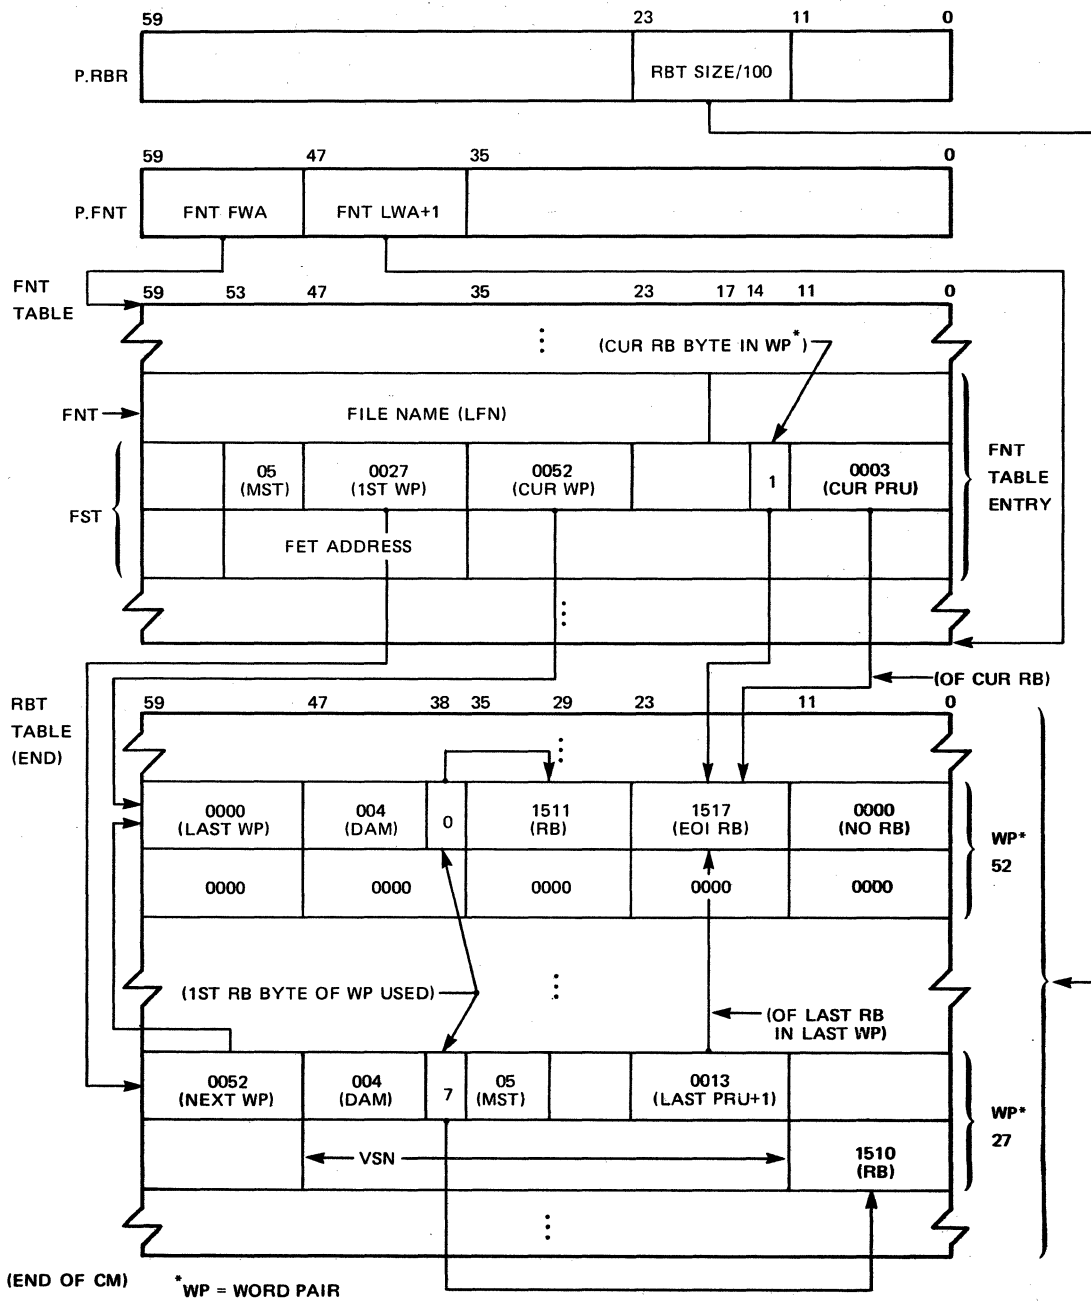 59 23 11 0
P.RBR RBT SIZE/100
59 47 35 0
P.FNT FNT FWA FNT LWA+1
FNT
TABLE
59 53 47 35 23 17 14 11 0
(CUR RB BYTE IN WP*)
FNT FILE NAME (LFN)
FST
05 0027 0052 1 0003
(MST) (1ST WP) (CUR WP) (CUR PRU)
FNT
TABLE
ENTRY
FET ADDRESS
(OF CUR RB)
RBT
TABLE
(END)
59 47 38 35 29 23 11 0
0000 004 0 1511 1517 0000
(LAST WP) (DAM) (RB) (EOI RB) (NO RB)
WP*
52
0000 0000 0000 0000 0000
(1ST RB BYTE OF WP USED)
(OF LAST RB
IN LAST WP)
0052 004 7 05 0013
(NEXT WP) (DAM) (MST) (LAST PRU+1)
WP*
27
VSN
1510
(RB)
(END OF CM) *WP = WORD PAIR